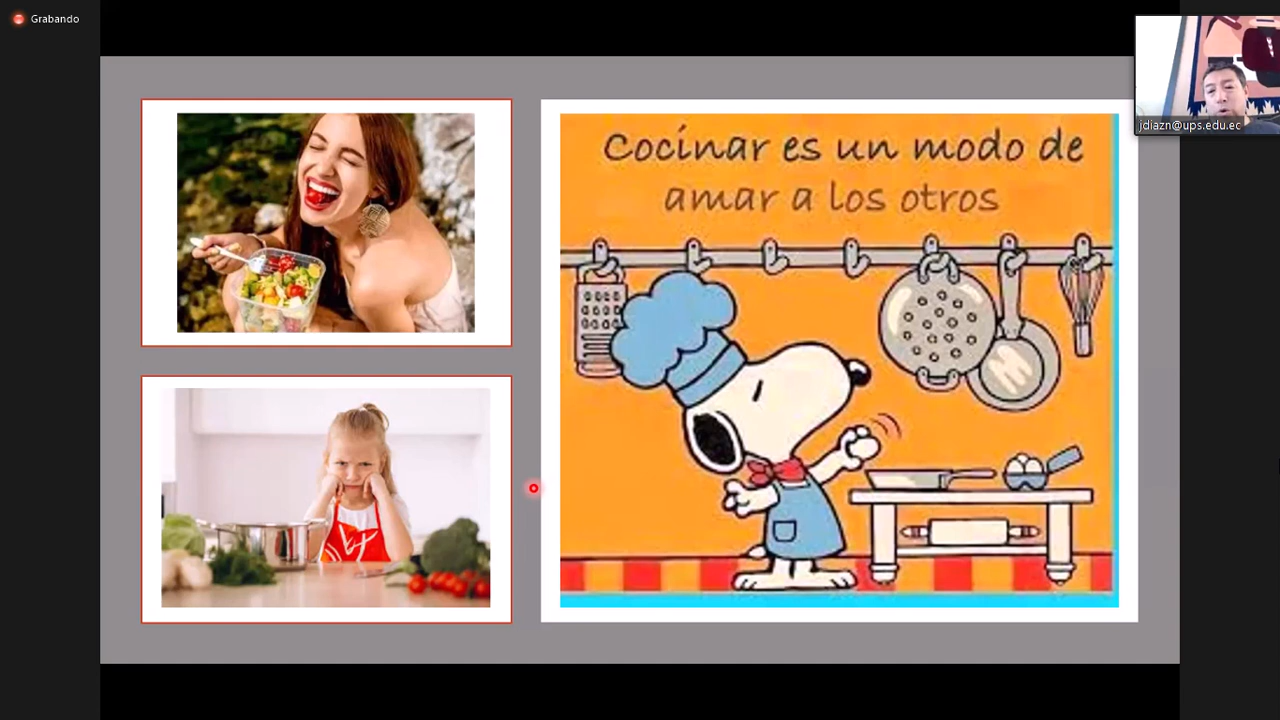 Grabando
jdiazn@ups.edu.ec
Cocinar es un modo de
amar a los otros